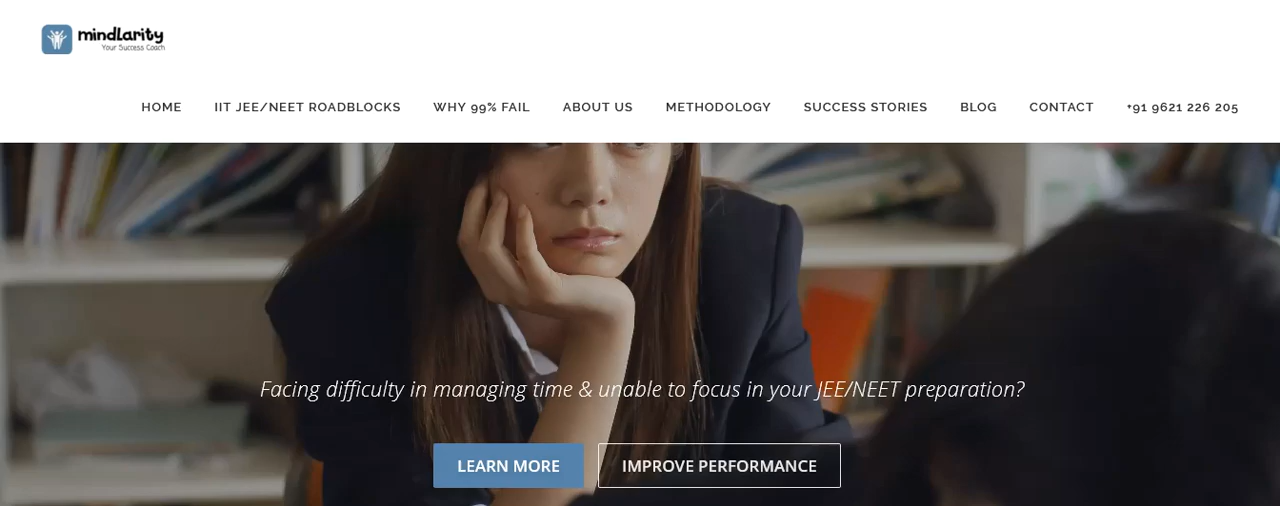 mindlarity
Your Success Coach
HOME IIT JEE/NEET ROADBLOCKS WHY 99% FAIL ABOUT US METHODOLOGY SUCCESS STORIES BLOG CONTACT +91 9621 226 205
Facing difficulty in managing time & unable to focus in your JEE/NEET preparation?
LEARN MORE IMPROVE PERFORMANCE